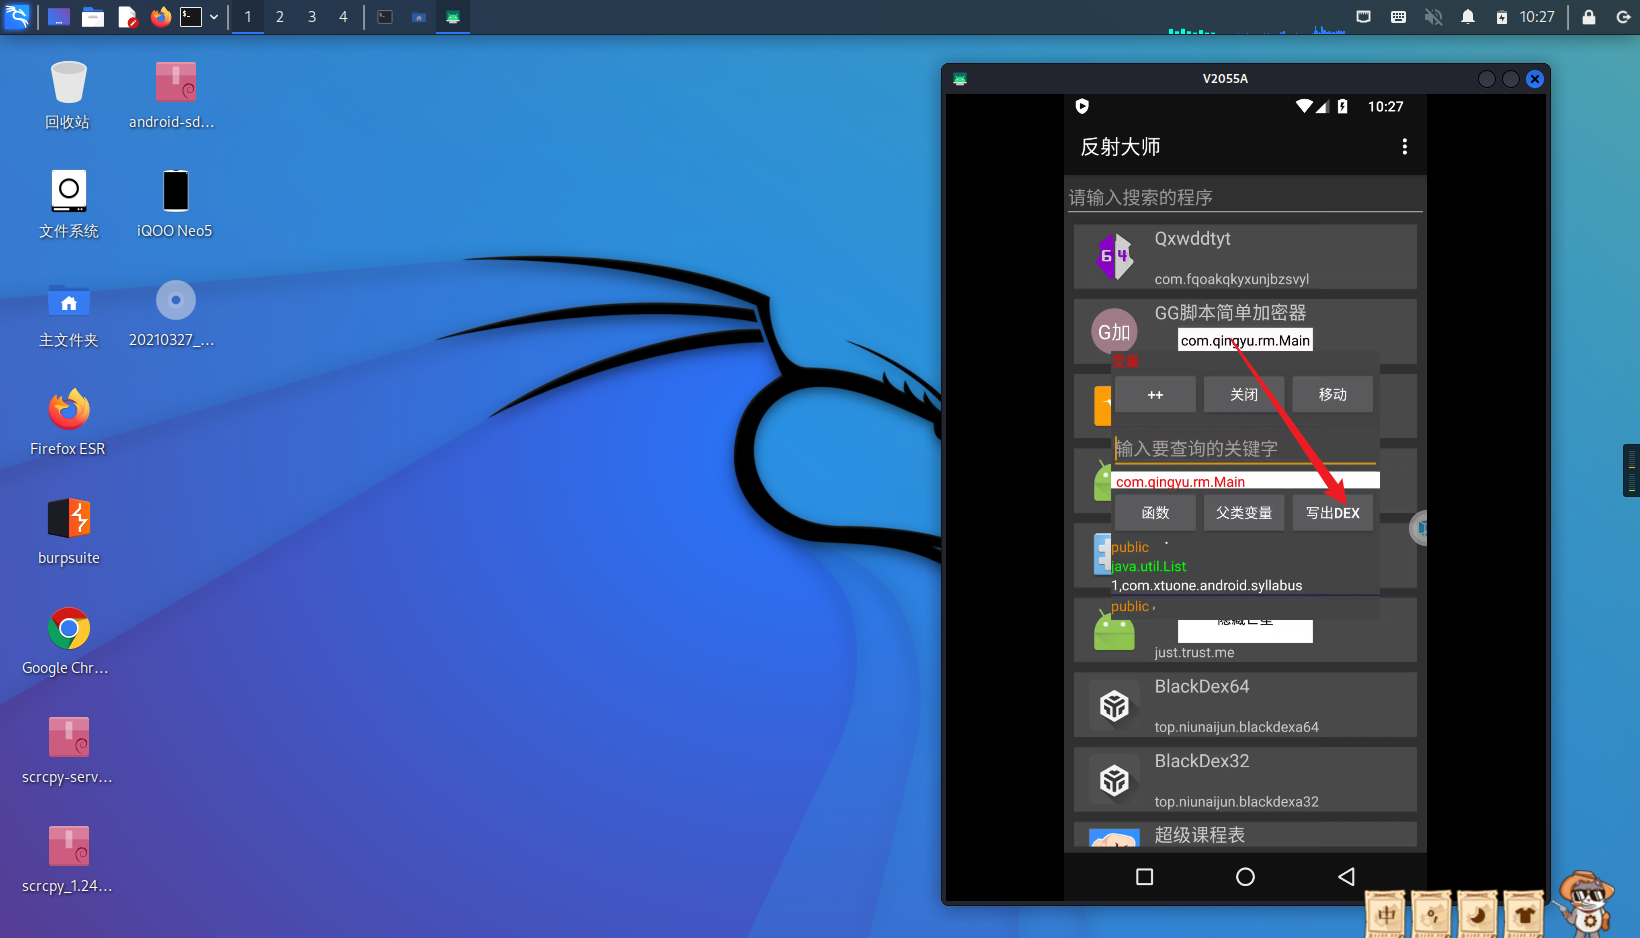 1
2
3
4
10:27
回收站
android-sd...
文件系统
iQOO Neo5
主文件夹
20210327_...
Firefox ESR
burpsuite
Google Chr...
scrcpy-serv...
scrcpy_1.24...
V2055A
10:27
反射大师
请输入搜索的程序
Qxwddtyt
com.fqoakqkyxunjbzsvyl
GG脚本简单加密器
G加
com.qingyu.rm.Main
变量
++
关闭
移动
输入要查询的关键字
com.qingyu.rm.Main
函数
父类变量
写出DEX
public
java.util.List
1,com.xtuone.android.syllabus
public
just.trust.me
BlackDex64
top.niunaijun.blackdexa64
BlackDex32
top.niunaijun.blackdexa32
超级课程表
中